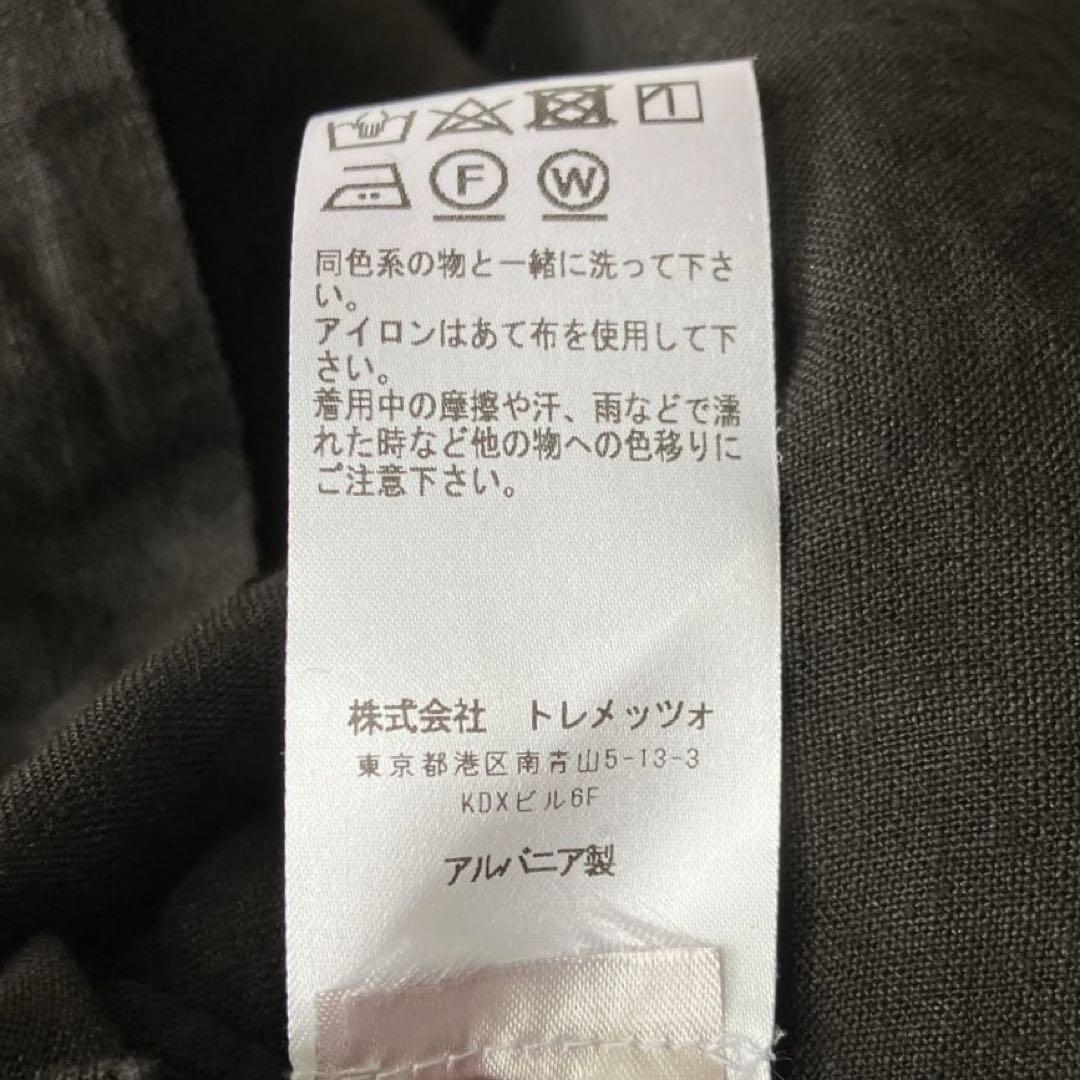 F W
同色系の物と一緒に洗って下さ
い。
アイロンはあて布を使用して下
さい。
着用中の摩擦や汗、雨などで濡
れた時など他の物への色移りに
ご注意下さい。
株式会社 トレメッツォ
東京都港区南青山5-13-3
KDXビル6F
アルバニア製